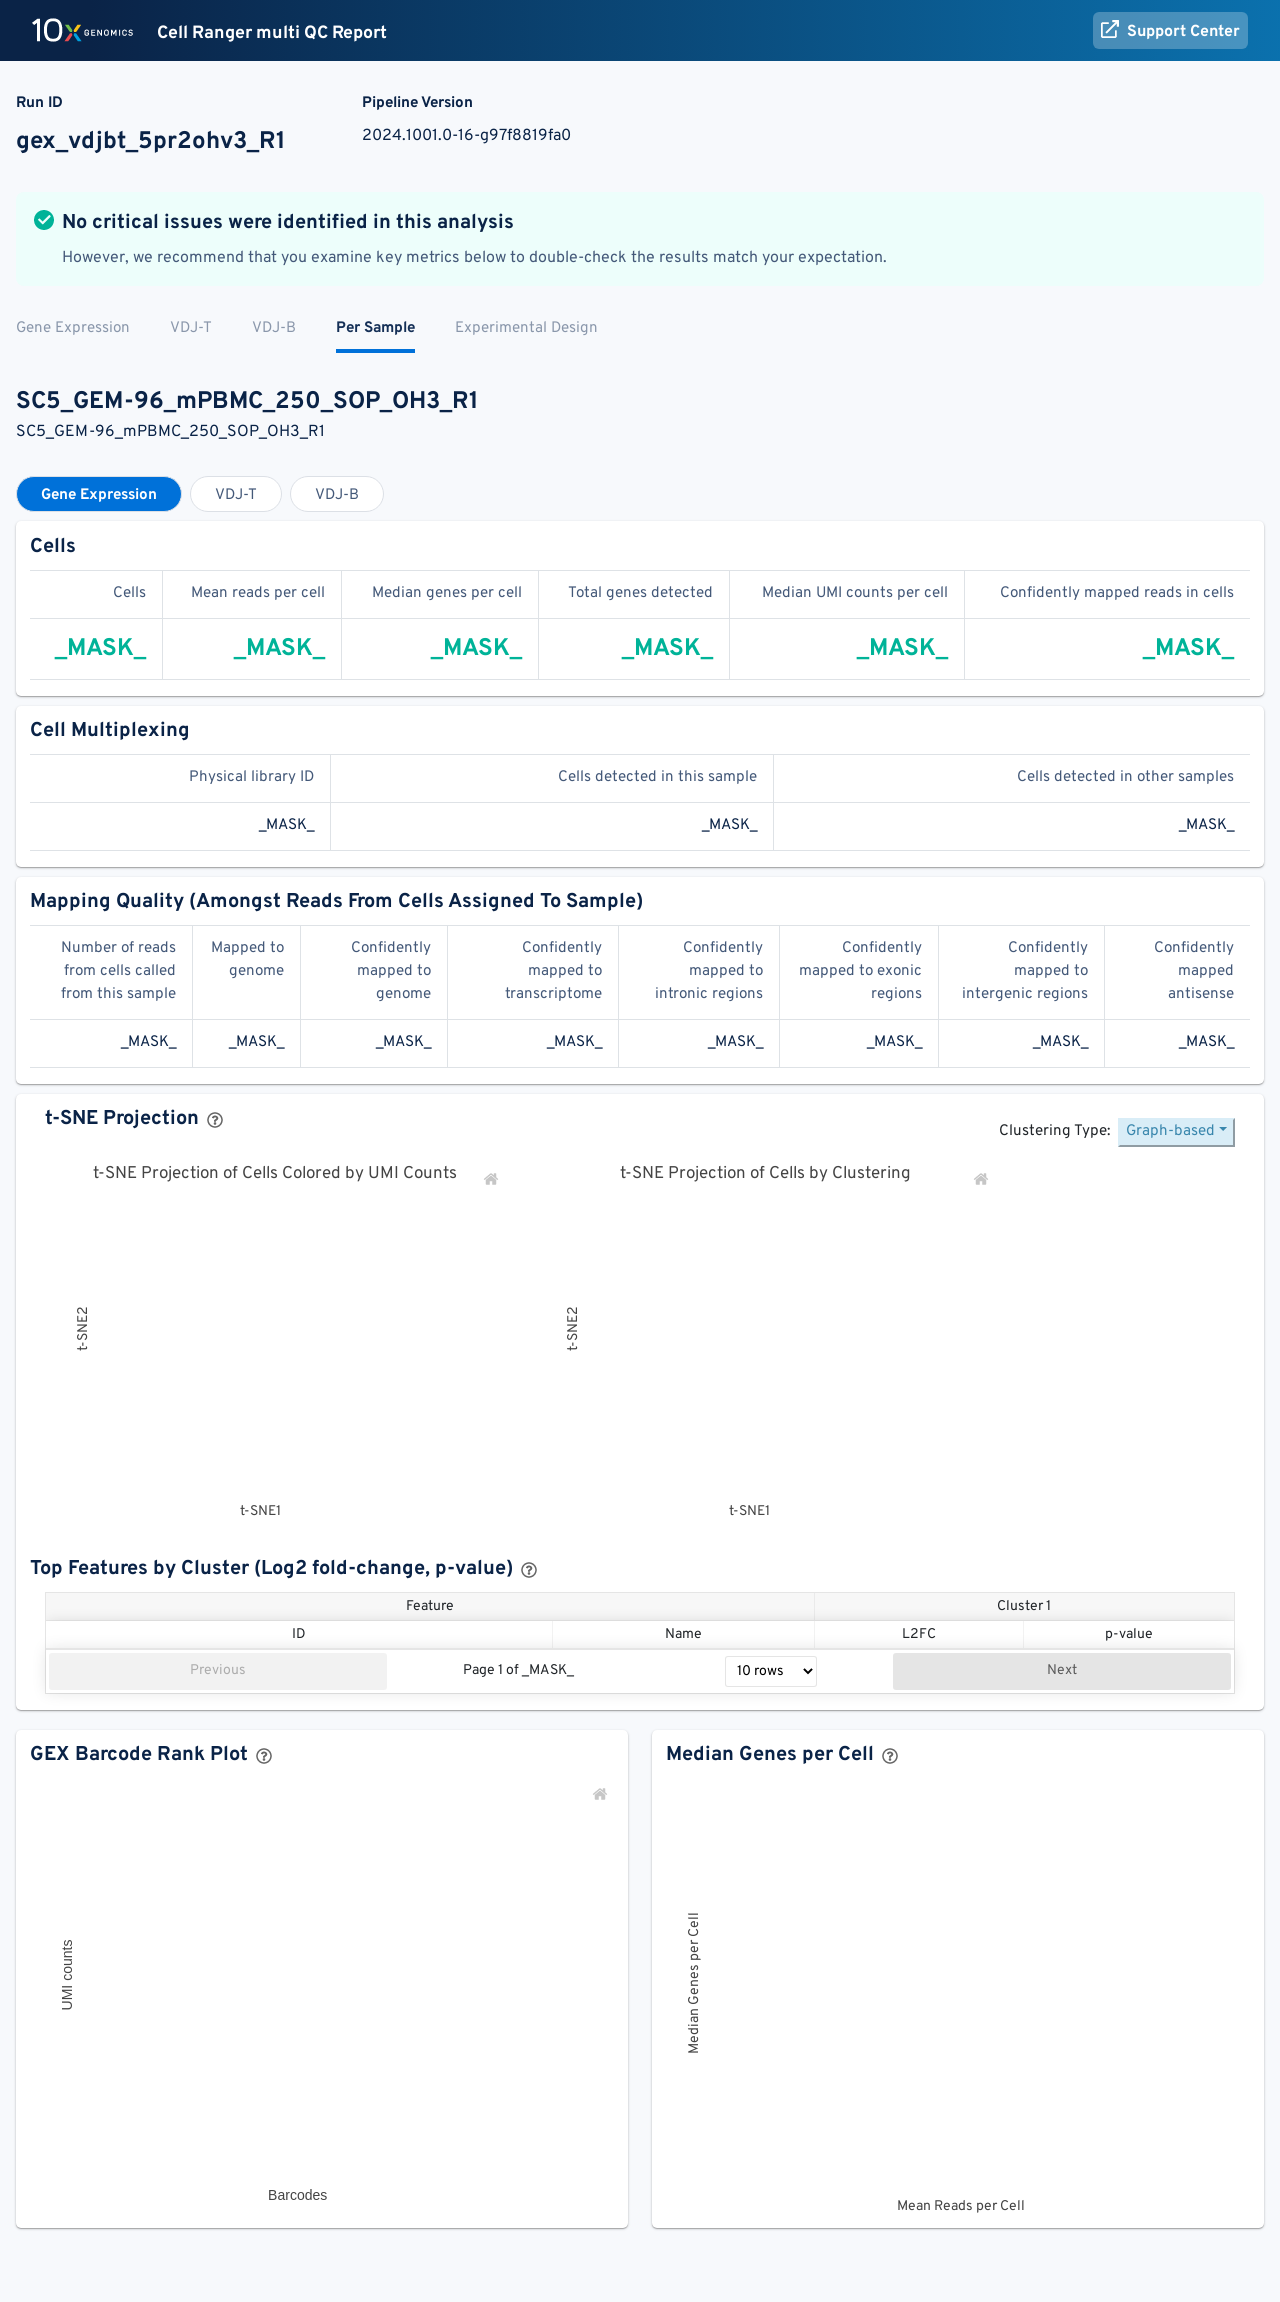 10x GENOMICS Cell Ranger multi QC Report Support Center
Run ID Pipeline Version
gex_vdjbt_5pr2ohv3_R1 2024.1001.0-16-g97f8819fa0
No critical issues were identified in this analysis
However, we recommend that you examine key metrics below to double-check the results match your expectation.
Gene Expression VDJ-T VDJ-B Per Sample Experimental Design
SC5_GEM-96_mPBMC_250_SOP_OH3_R1
SC5_GEM-96_mPBMC_250_SOP_OH3_R1
Gene Expression VDJ-T VDJ-B
Cells
Cells Mean reads per cell Median genes per cell Total genes detected Median UMI counts per cell Confidently mapped reads in cells
_MASK_ _MASK_ _MASK_ _MASK_ _MASK_ _MASK_
Cell Multiplexing
Physical library ID Cells detected in this sample Cells detected in other samples
_MASK_ _MASK_ _MASK_
Mapping Quality (Amongst Reads From Cells Assigned To Sample)
Number of reads Mapped to Confidently Confidently Confidently Confidently Confidently Confidently
from cells called genome mapped to mapped to mapped to mapped to exonic mapped to mapped
from this sample genome transcriptome intronic regions regions intergenic regions antisense
_MASK_ _MASK_ _MASK_ _MASK_ _MASK_ _MASK_ _MASK_ _MASK_
t-SNE Projection
Clustering Type: Graph-based
t-SNE Projection of Cells Colored by UMI Counts t-SNE Projection of Cells by Clustering
t-SNE2 t-SNE2
t-SNE1 t-SNE1
Top Features by Cluster (Log2 fold-change, p-value)
Feature Cluster 1
ID Name L2FC p-value
Previous Page 1 of _MASK_ 10 rows Next
GEX Barcode Rank Plot Median Genes per Cell
UMI counts Median Genes per Cell
Barcodes Mean Reads per Cell